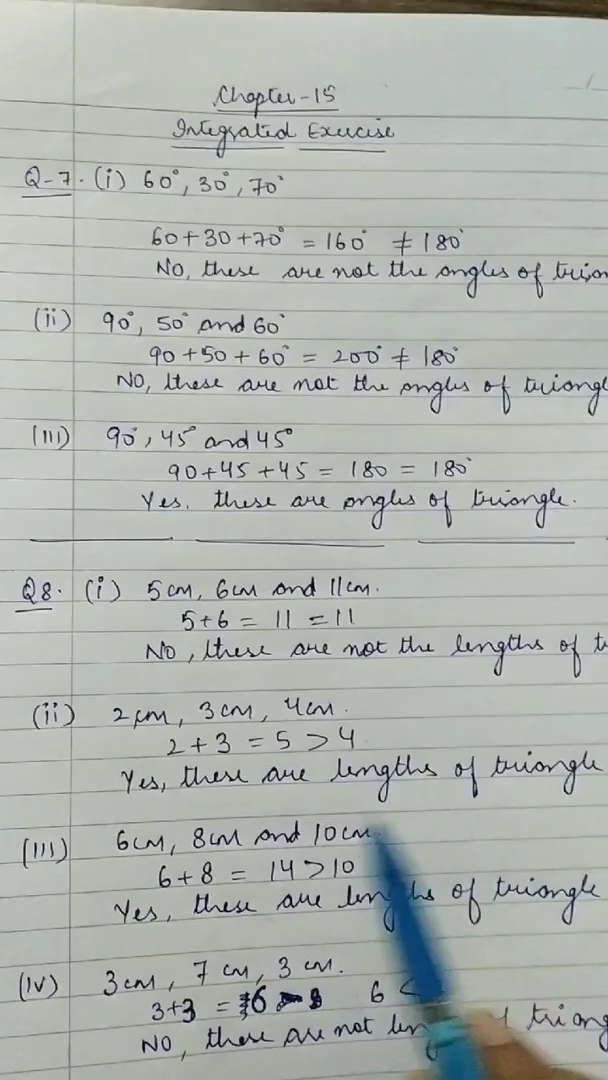 Chapter-15
Integrated Exercise
Q-7. (i) 60°, 30°, 70°
60+30+70° = 160° ≠ 180°
No, these are not the angles of
(ii) 90°, 50° and 60°
90+50+60° = 200° ≠ 180°
NO, these are not the angles of triangle
(III) 90°, 45° and 45°
90+45+45 = 180 = 180°
Yes. these are angles of triangle.
Q8. (i) 5cm, 6cm and 11cm.
5+6 = 11 = 11
No, these are not the lengths of
(ii) 2cm, 3cm, 4cm.
2+3 = 5 > 4
Yes, these are lengths of triangle
(III) 6cm, 8cm and 10cm.
6+8 = 14 > 10
Yes, these are of triangle
(IV) 3cm, 7cm, 3cm.
3+3 = 6 6 <
NO, these are not